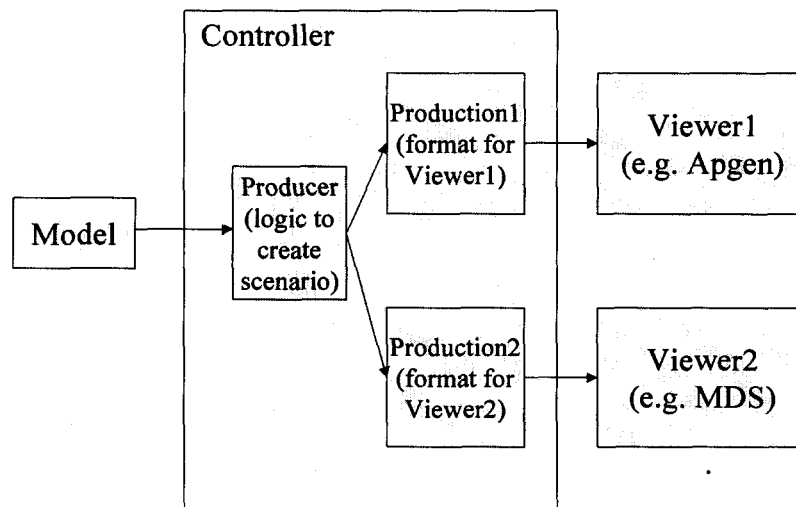 Controller
Model
Producer
(logic to
create
scenario)
Production1
(format for
Viewer1)
Viewer1
(e.g. Apgen)
Production2
(format for
Viewer2)
Viewer2
(e.g. MDS)